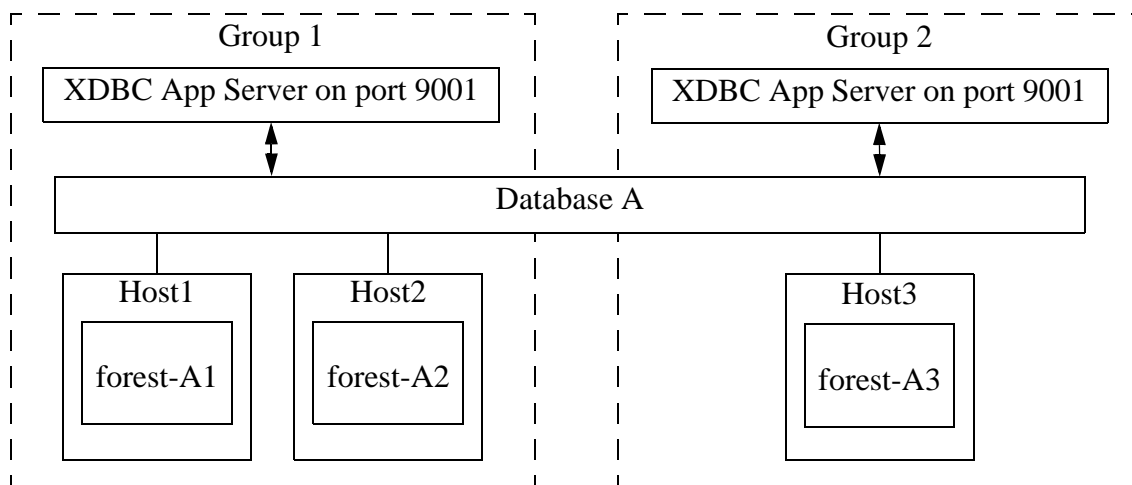 Group 1
Group 2
XDBC App Server on port 9001
XDBC App Server on port 9001
Database A
Host1
Host2
Host3
forest-A1
forest-A2
forest-A3